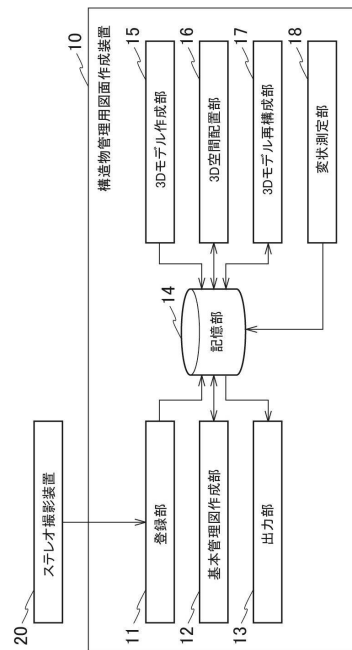 10
構造物管理用図面作成装置
20
ステレオ撮影装置
11
登録部
12
基本管理図作成部
13
出力部
14
記憶部
15
3Dモデル作成部
16
3D空間配置部
17
3Dモデル再構成部
18
変状測定部